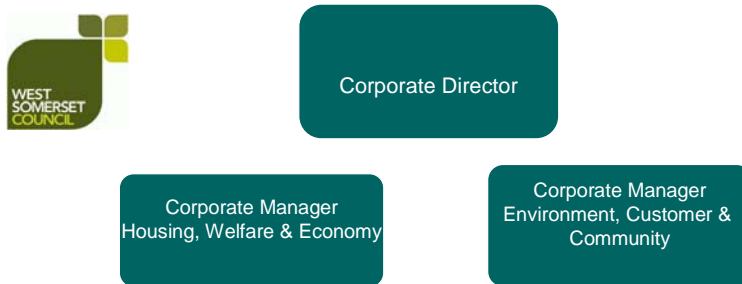 WEST
SOMERSET
COUNCIL
Corporate Director
Corporate Manager
Housing, Welfare & Economy
Corporate Manager
Environment, Customer &
Community